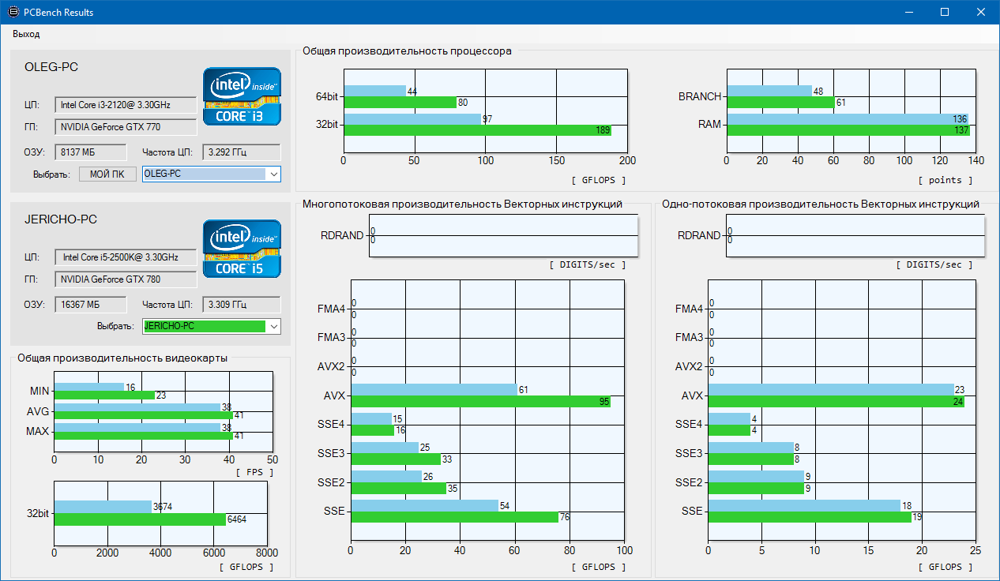 PCBench Results
Выход
OLEG-PC
intel inside™
CORE™ i3
ЦП: Intel Core i3-2120@ 3.30GHz
ГП: NVIDIA GeForce GTX 770
ОЗУ: 8137 МБ Частота ЦП: 3.292 ГГц
Выбрать: МОЙ ПК OLEG-PC
JERICHO-PC
intel inside™
CORE™ i5
ЦП: Intel Core i5-2500K@ 3.30GHz
ГП: NVIDIA GeForce GTX 780
ОЗУ: 16367 МБ Частота ЦП: 3.309 ГГц
Выбрать: JERICHO-PC
Общая производительность видеокарты
MIN 16
23
AVG 38
41
MAX 38
41
0 10 20 30 40 50
[ FPS ]
32bit 3674
6464
0 2000 4000 6000 8000
[ GFLOPS ]
Общая производительность процессора
64bit 44
80
32bit 97
189
0 50 100 150 200
[ GFLOPS ]
BRANCH 48
61
RAM 136
137
0 20 40 60 80 100 120 140
[ points ]
Многопотоковая производительность Векторных инструкций
RDRAND 0
0
[ DIGITS/sec ]
FMA4 0
0
FMA3 0
0
AVX2 0
0
AVX 61
95
SSE4 15
16
SSE3 25
33
SSE2 26
35
SSE 54
76
0 20 40 60 80 100
[ GFLOPS ]
Одно-потоковая производительность Векторных инструкций
RDRAND 0
0
[ DIGITS/sec ]
FMA4 0
0
FMA3 0
0
AVX2 0
0
AVX 23
24
SSE4 4
4
SSE3 8
8
SSE2 9
9
SSE 18
19
0 5 10 15 20 25
[ GFLOPS ]